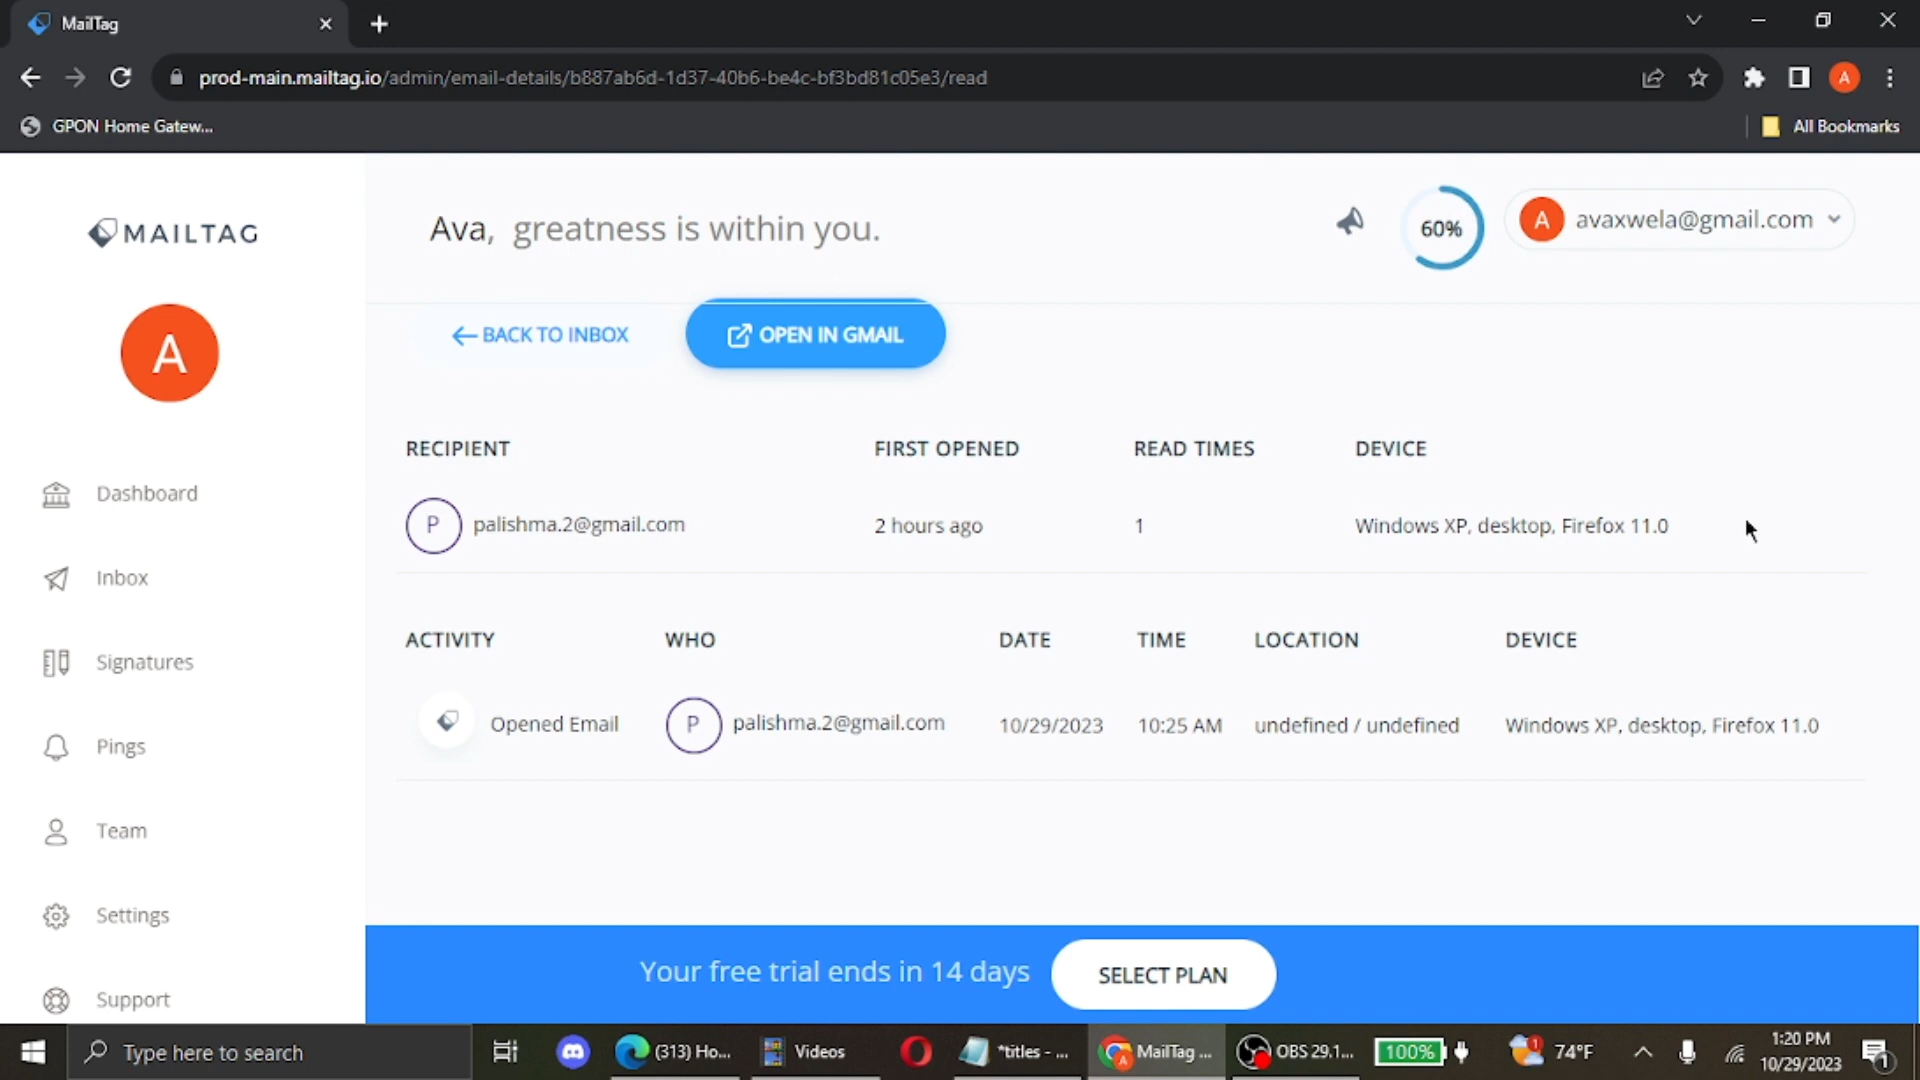 MailTag
prod-main.mailtag.io/admin/email-details/b887ab6d-1d37-40b6-be4c-bf3bd81c05e3/read
A
GPON Home Gatew...
All Bookmarks
MAILTAG
Ava, greatness is within you.
60%
A avaxwela@gmail.com
A
BACK TO INBOX
OPEN IN GMAIL
RECIPIENT FIRST OPENED READ TIMES DEVICE
P palishma.2@gmail.com 2 hours ago 1 Windows XP, desktop, Firefox 11.0
ACTIVITY WHO DATE TIME LOCATION DEVICE
Opened Email P palishma.2@gmail.com 10/29/2023 10:25 AM undefined / undefined Windows XP, desktop, Firefox 11.0
Dashboard
Inbox
Signatures
Pings
Team
Settings
Support
Your free trial ends in 14 days SELECT PLAN
Type here to search
(313) Ho...
Videos
*titles - ...
MailTag ...
OBS 29.1...
100%
1
74°F
1:20 PM
10/29/2023
1